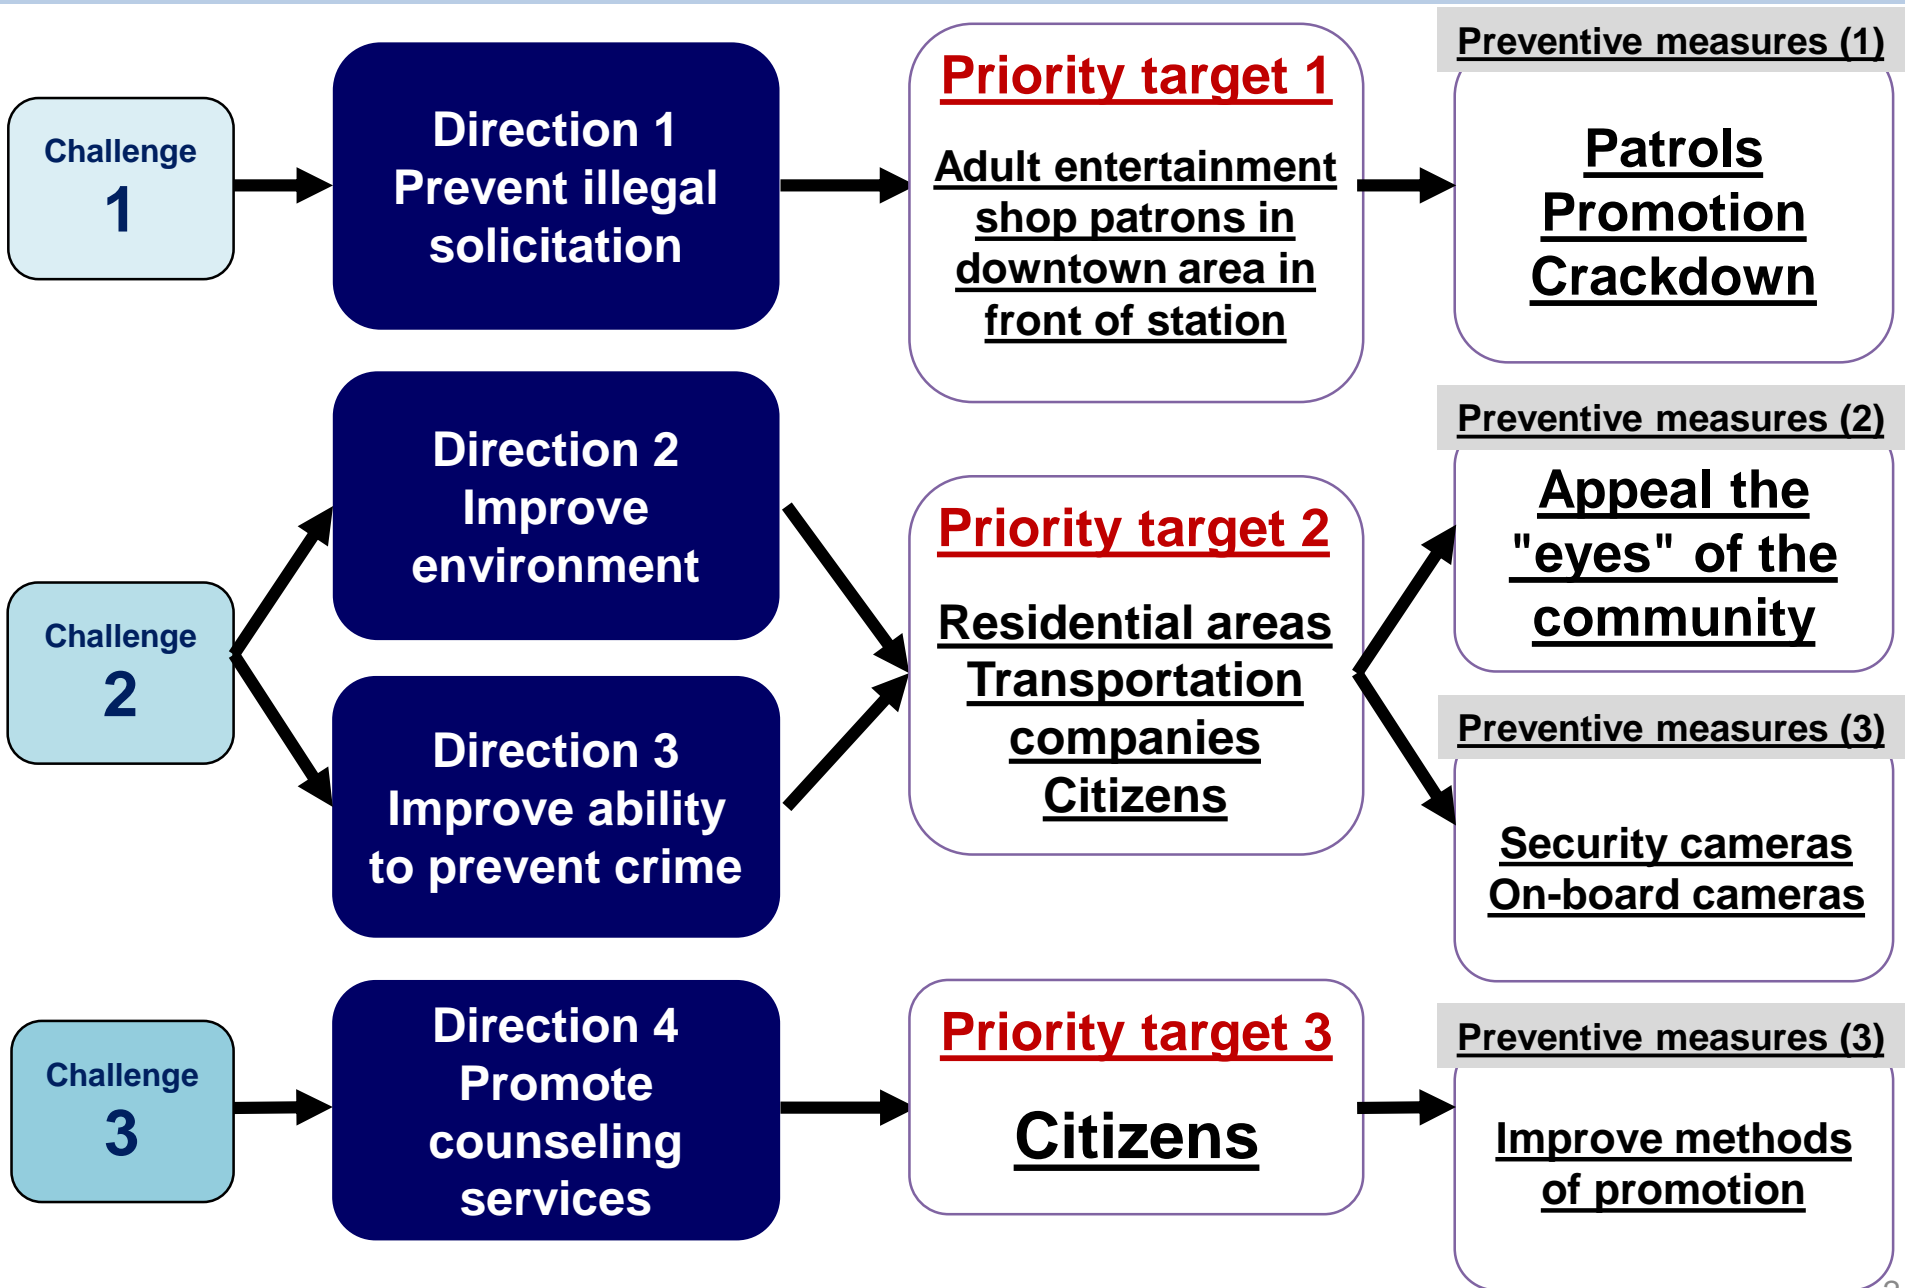 Challenge
1
Direction 1
Prevent illegal
solicitation
Priority target 1
Adult entertainment
shop patrons in
downtown area in
front of station
Preventive measures (1)
Patrols
Promotion
Crackdown
Challenge
2
Direction 2
Improve
environment
Direction 3
Improve ability
to prevent crime
Priority target 2
Residential areas
Transportation
companies
Citizens
Preventive measures (2)
Appeal the
"eyes" of the
community
Preventive measures (3)
Security cameras
On-board cameras
Challenge
3
Direction 4
Promote
counseling
services
Priority target 3
Citizens
Preventive measures (3)
Improve methods
of promotion